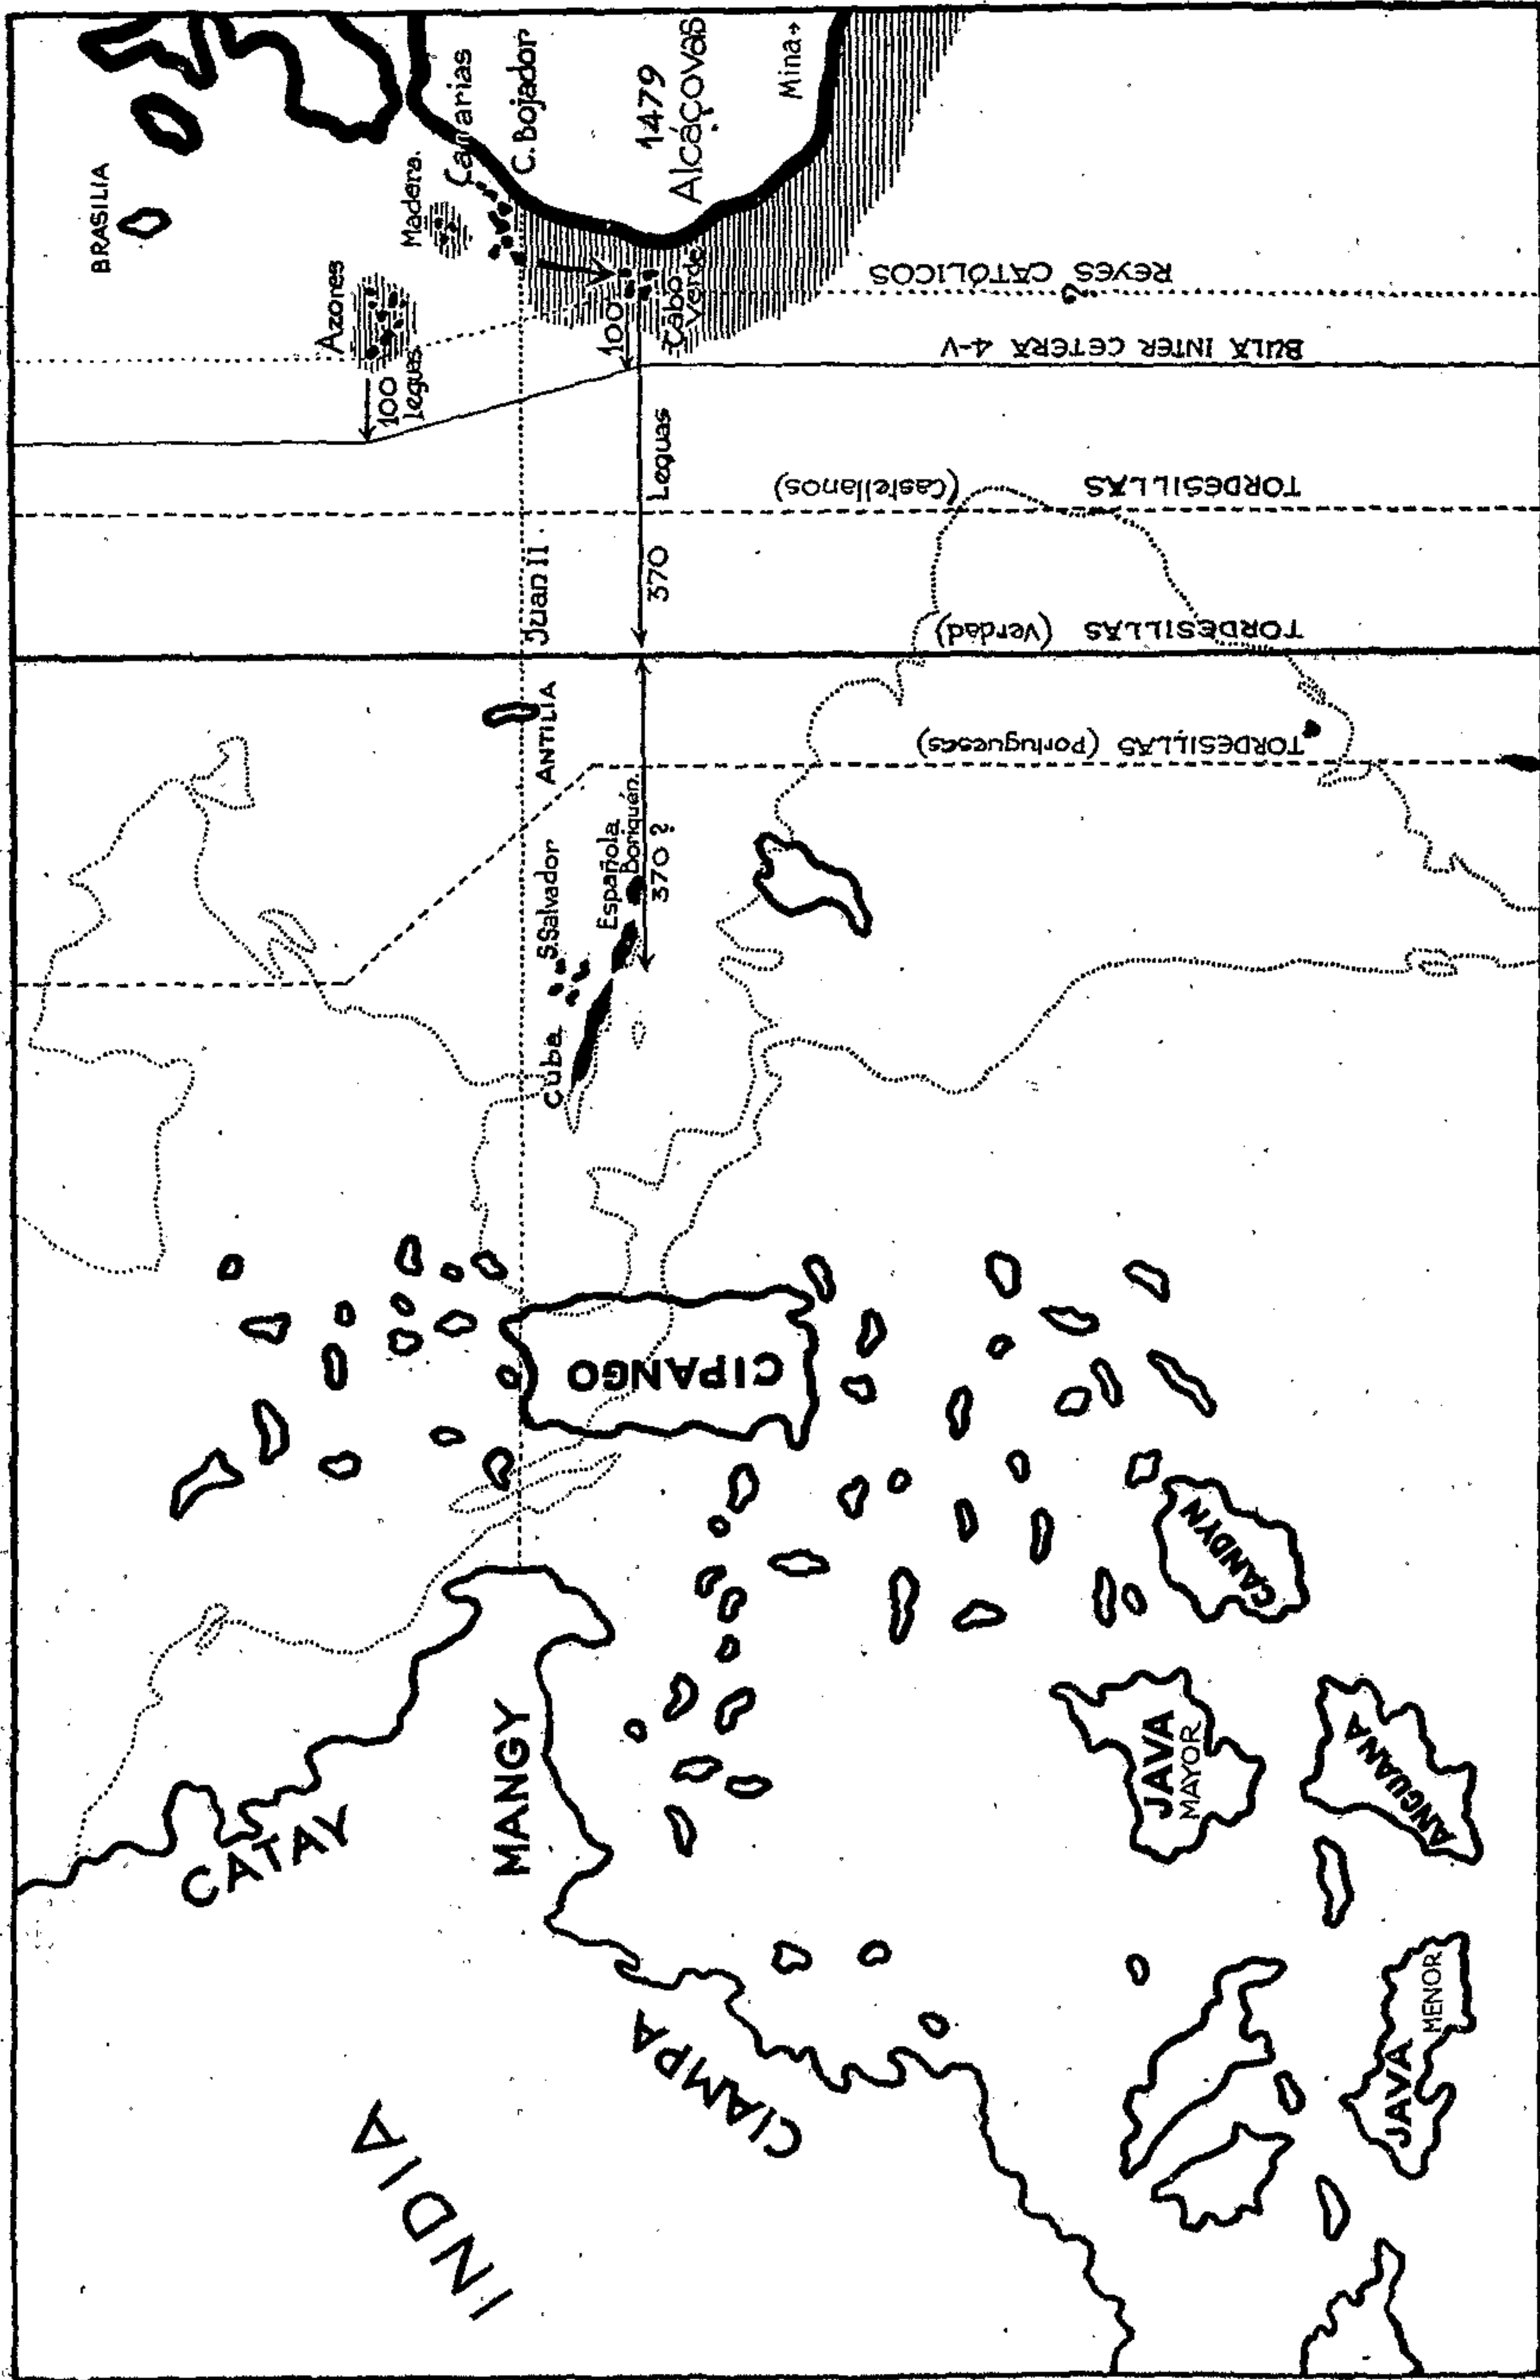 BRASILIA
Azones
100
leguas
Madera.
Canarias
C. Bojador
1479
Alcáçovas
Mina→
100
Cabo
Verde
REYES CATÓLICOS
?
BULA INTER CETERA 4-V
TORDESILLAS (Castellanos)
370 Leguas
Juan II
TORDESILLAS (Verdad)
ANTILIA
TORDESILLAS (Portugueses)
370 ?
S. Salvador
Española
Boriquén
Cuba
CIPANGO
CANDYN
CATAY
MANGY
JAVA
MAYOR
ANGUANA
CIAMPA
INDIA
JAVA
MENOR